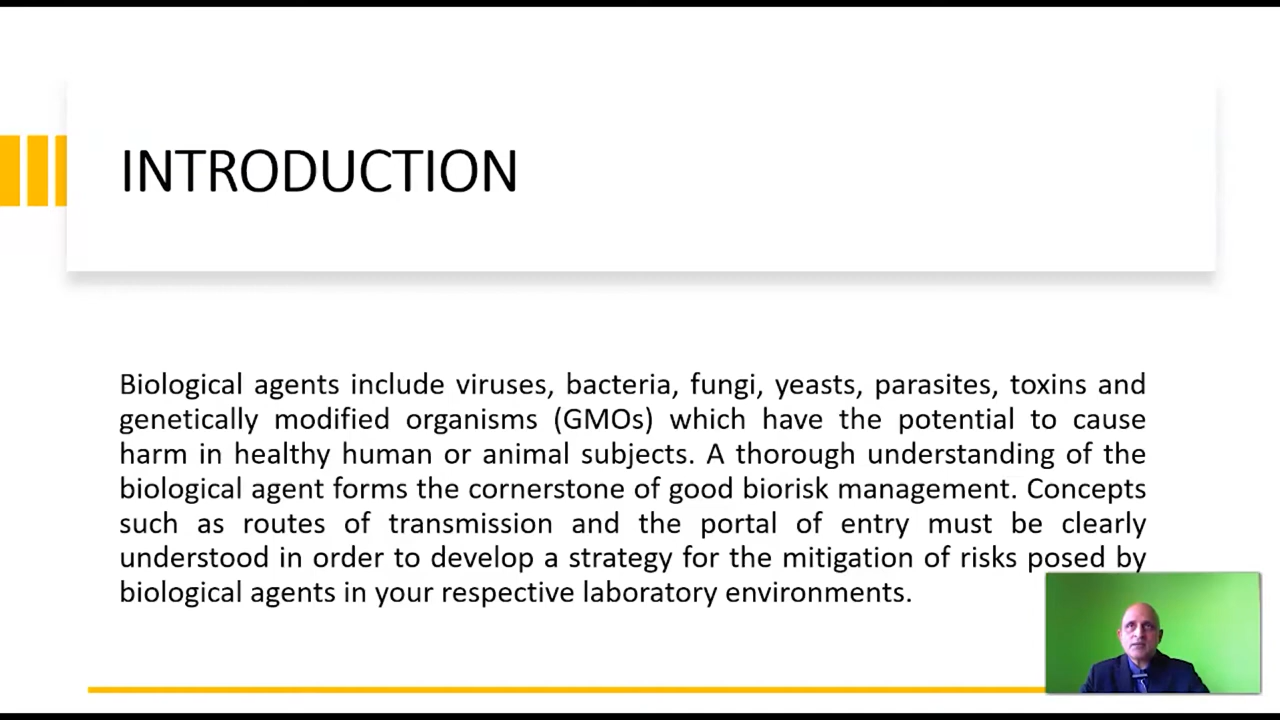 INTRODUCTION
Biological agents include viruses, bacteria, fungi, yeasts, parasites, toxins and
genetically modified organisms (GMOs) which have the potential to cause
harm in healthy human or animal subjects. A thorough understanding of the
biological agent forms the cornerstone of good biorisk management. Concepts
such as routes of transmission and the portal of entry must be clearly
understood in order to develop a strategy for the mitigation of risks posed by
biological agents in your respective laboratory environments.